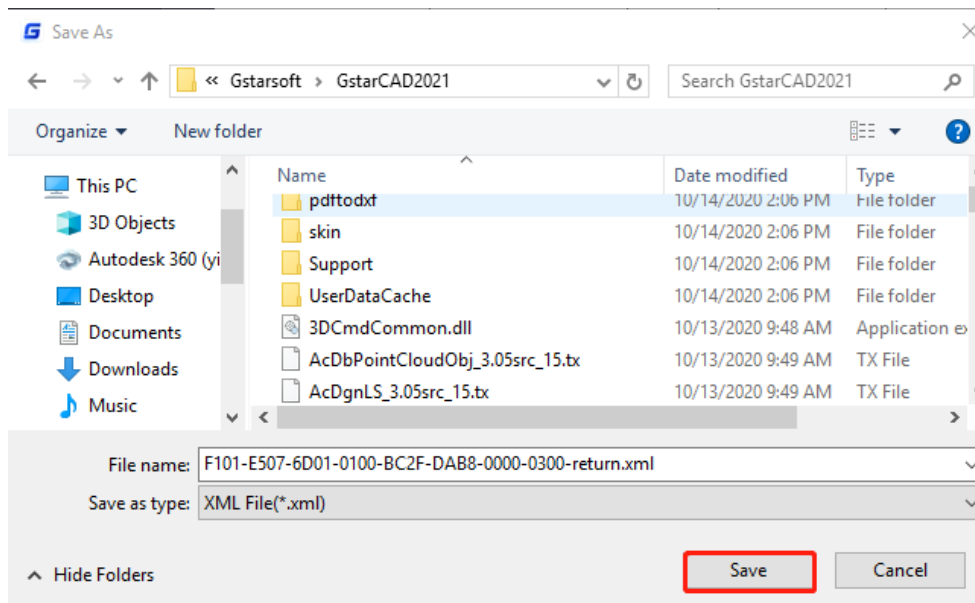 Save As
« Gstarsoft > GstarCAD2021
Search GstarCAD2021
Organize
New folder
Name Date modified Type
This PC
3D Objects
Autodesk 360 (yi
Desktop
Documents
Downloads
Music
pdftodxf 10/14/2020 2:06 PM File folder
skin 10/14/2020 2:06 PM File folder
Support 10/14/2020 2:06 PM File folder
UserDataCache 10/14/2020 2:06 PM File folder
3DCmdCommon.dll 10/13/2020 9:48 AM Application ex
AcDbPointCloudObj_3.05src_15.tx 10/13/2020 9:49 AM TX File
AcDgnLS_3.05src_15.tx 10/13/2020 9:49 AM TX File
File name: F101-E507-6D01-0100-BC2F-DAB8-0000-0300-return.xml
Save as type: XML File(*.xml)
Hide Folders
Save
Cancel